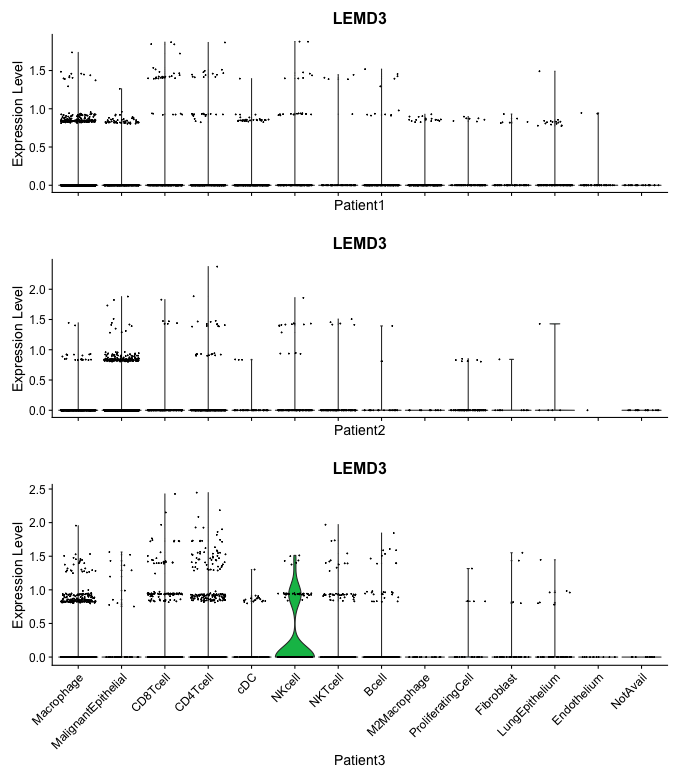 LEMD3
Expression Level
1.5
1.0
0.5
0.0
Patient1
LEMD3
Expression Level
2.0
1.5
1.0
0.5
0.0
Patient2
LEMD3
Expression Level
2.5
2.0
1.5
1.0
0.5
0.0
Macrophage
MalignantEpithelial
CD8Tcell
CD4Tcell
cDC
NKcell
NKTcell
Bcell
M2Macrophage
ProliferatingCell
Fibroblast
LungEpithelium
Endothelium
NotAvail
Patient3